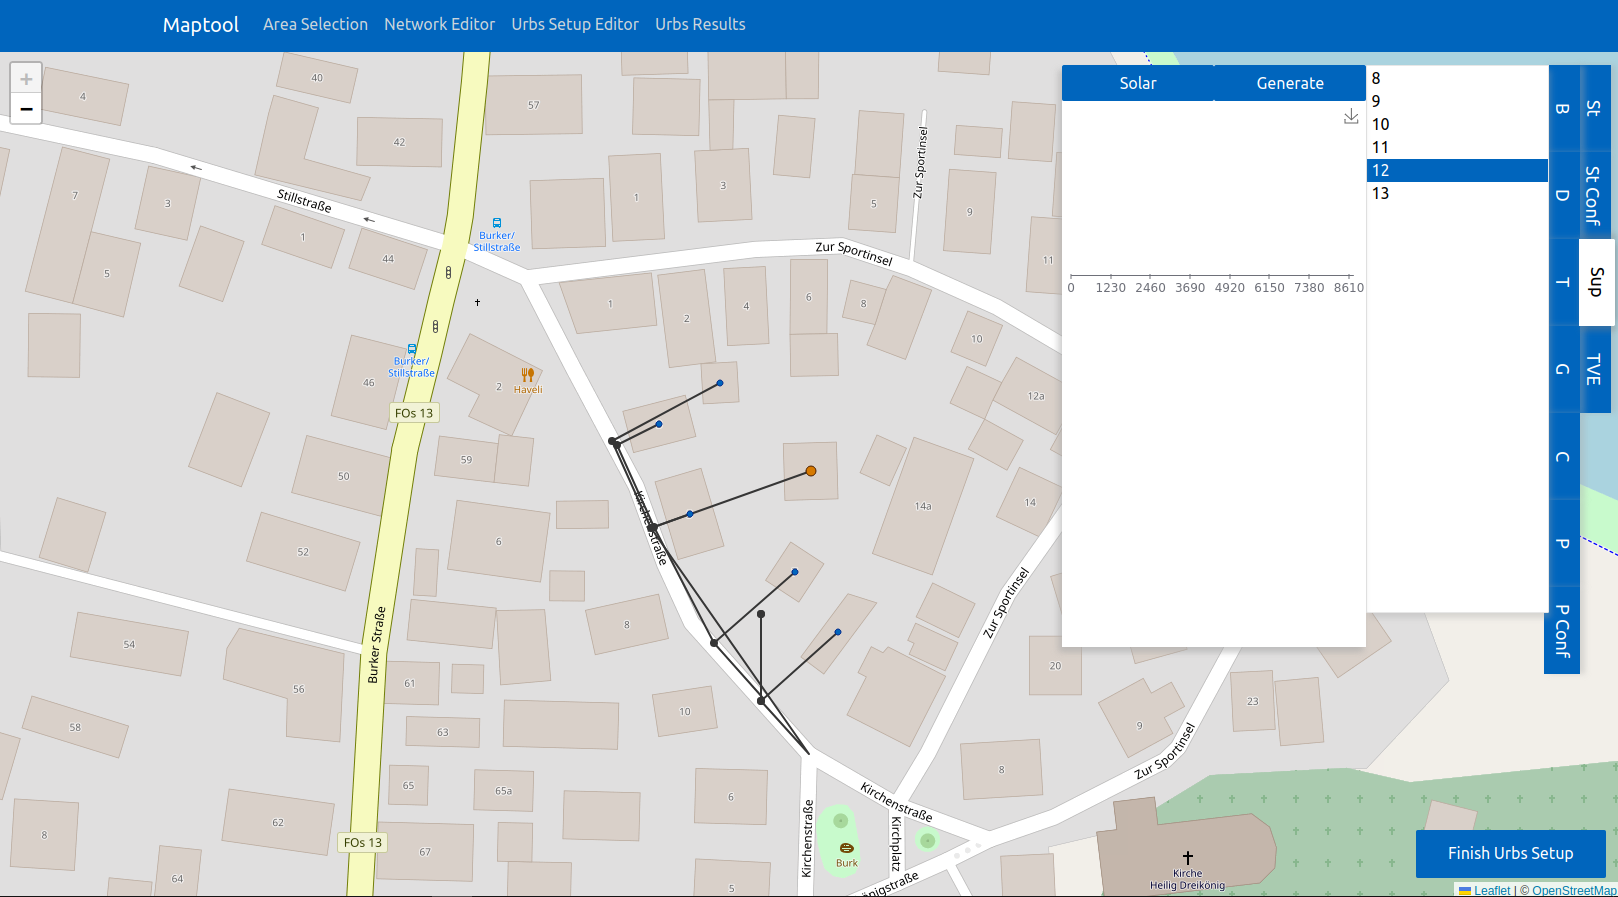 Maptool Area Selection Network Editor Urbs Setup Editor Urbs Results
+
−
Solar Generate
0 1230 2460 3690 4920 6150 7380 8610
8
9
10
11
12
13
B
D
T
G
C
P
P Conf
St
St Conf
Sup
TVE
4
40
57
42
7
3
1
3
5
9
Zur Sportinsel
Stillstraße
Burker/
Stillstraße
1
44
5
Zur Sportinsel
11
1
2
4
6
8
10
Burker/
Stillstraße
46
2
Haveli
12a
FOs 13
59
50
14a
14
Kirchenstraße
52
6
Zur Sportinsel
54
Burker Straße
8
56
61
20
58
10
63
9
23
65
65a
6
8
Zur Sportinsel
Kirchenstraße
Kirchenstraße
Kirchplatz
62
8
FOs 13
67
Burk
64
5
Kirche
Heilig Dreikönig
Finish Urbs Setup
Leaflet | © OpenStreetMap